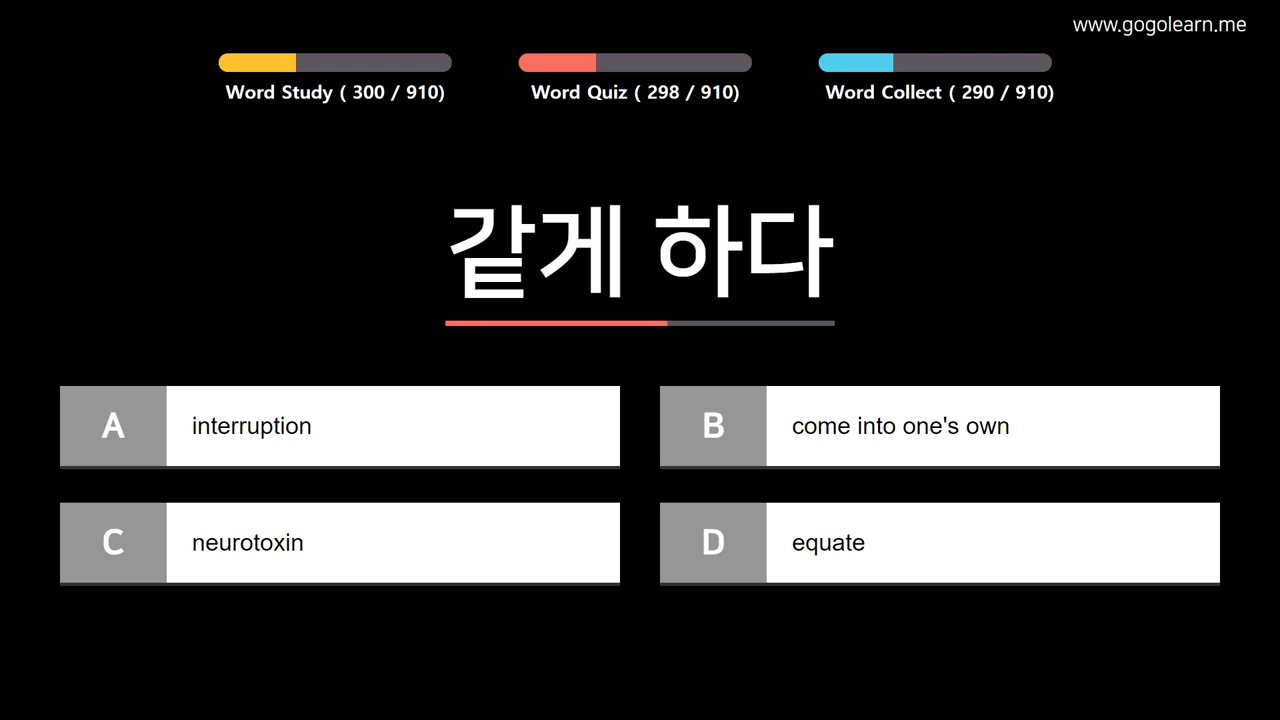 www.gogolearn.me
Word Study ( 300 / 910)
Word Quiz ( 298 / 910)
Word Collect ( 290 / 910)
같게 하다
A interruption
B come into one's own
C neurotoxin
D equate